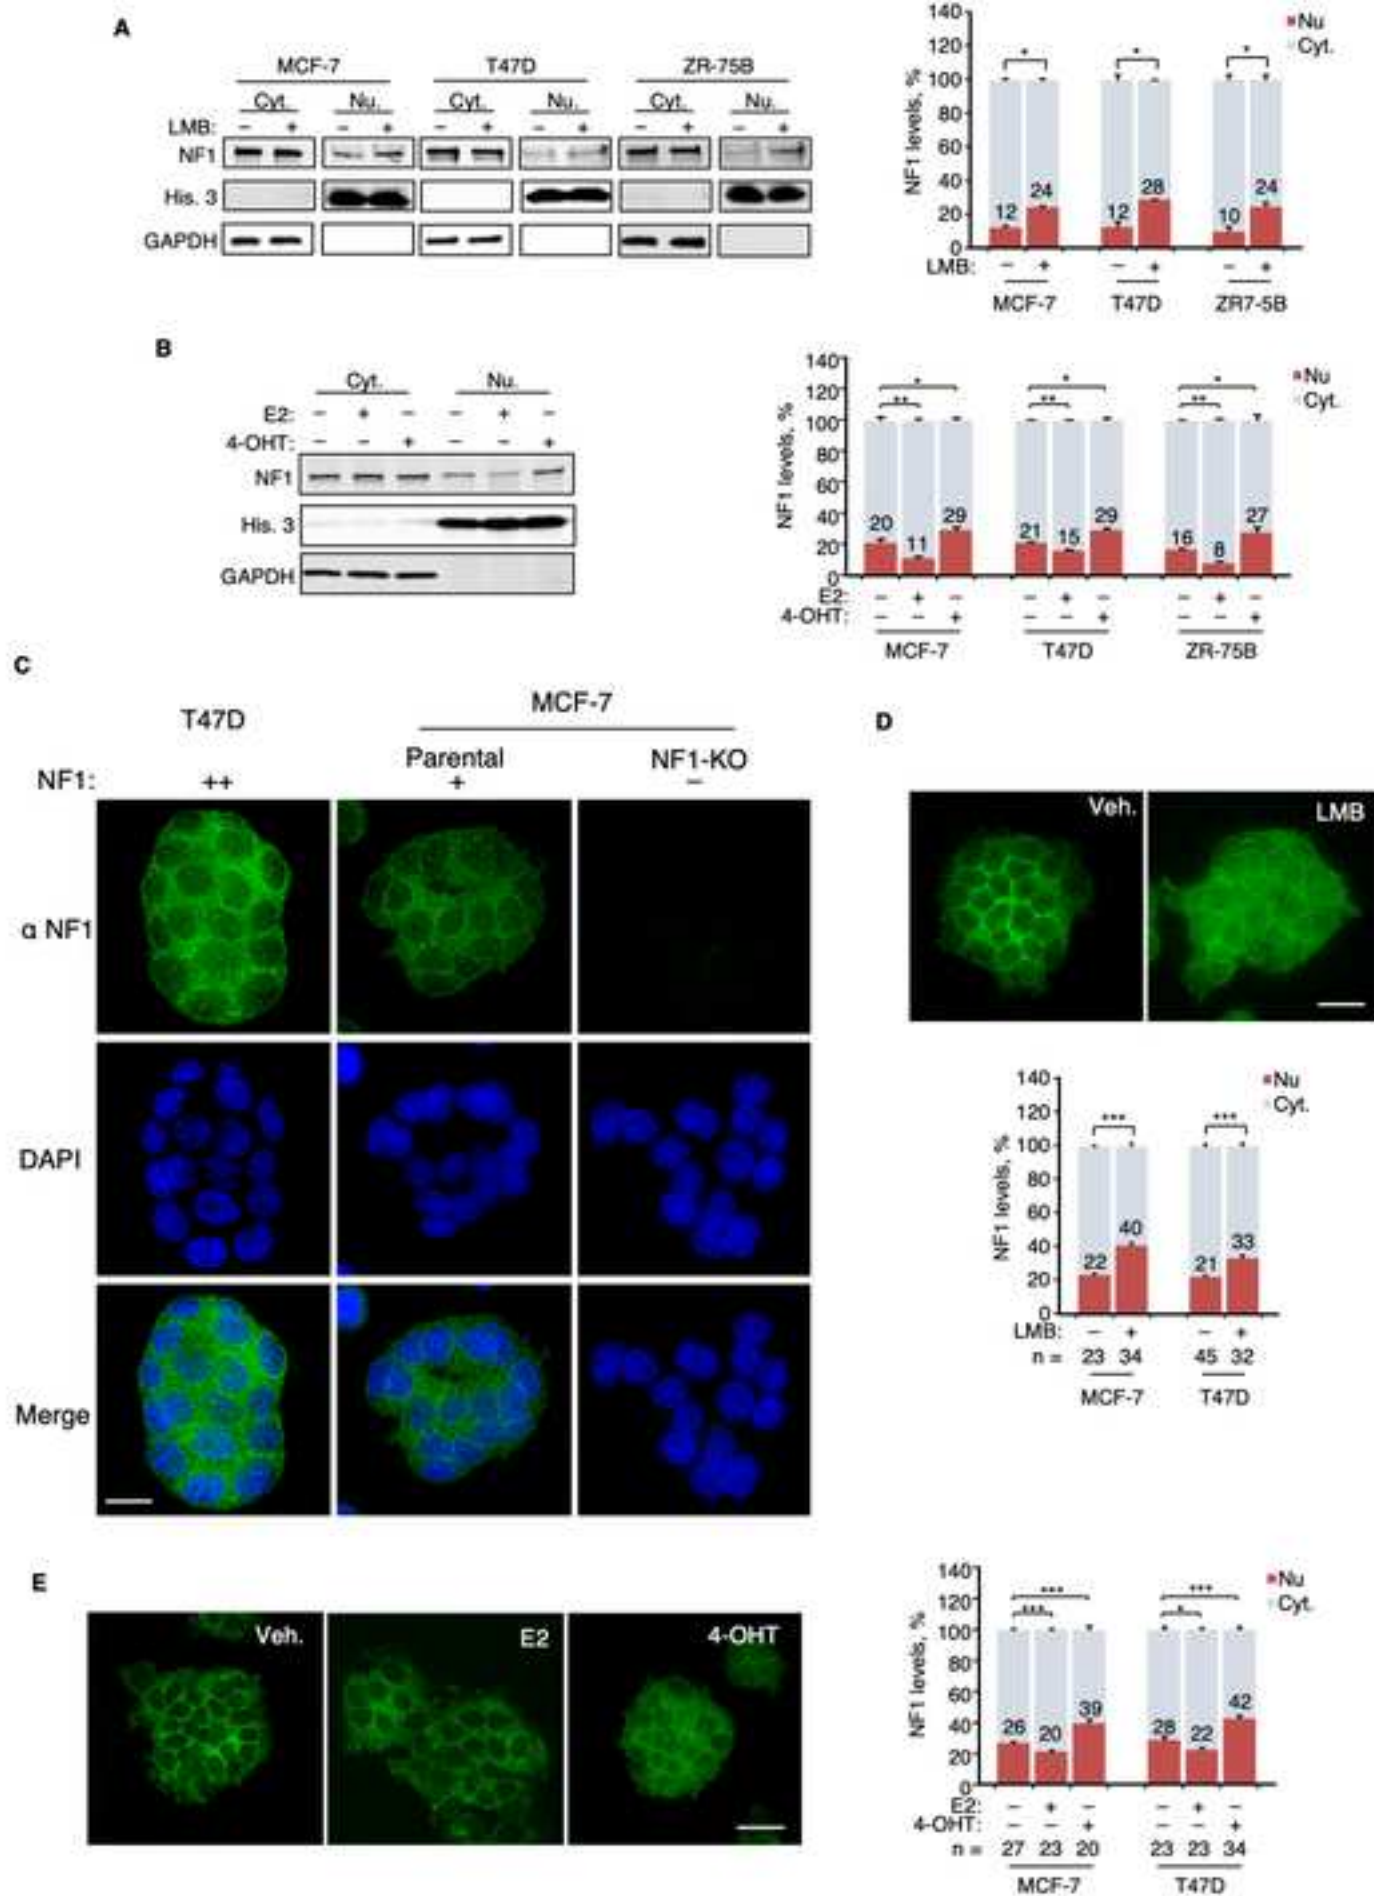 A
MCF-7 T47D ZR-75B
Cyt. Nu. Cyt. Nu. Cyt. Nu.
LMB: – + – + – + – + – + – +
NF1
His. 3
GAPDH
NF1 levels, %
140
120
100
80
60
40
20
0
Nu
Cyt.
* * *
12 24 12 28 10 24
LMB: – + – + – +
MCF-7 T47D ZR7-5B
B
Cyt. Nu.
E2: – + – – + –
4-OHT: – – + – – +
NF1
His. 3
GAPDH
NF1 levels, %
140
120
100
80
60
40
20
0
Nu
Cyt.
* * *
** ** **
20 11 29 21 15 29 16 8 27
E2: – + – – + – – + –
4-OHT: – – + – – + – – +
MCF-7 T47D ZR-75B
C
T47D MCF-7
Parental NF1-KO
NF1: ++ + –
α NF1
DAPI
Merge
D
Veh. LMB
NF1 levels, %
140
120
100
80
60
40
20
0
Nu
Cyt.
*** ***
22 40 21 33
LMB: – + – +
n = 23 34 45 32
MCF-7 T47D
E
Veh. E2 4-OHT
NF1 levels, %
140
120
100
80
60
40
20
0
Nu
Cyt.
*** ***
*** *
26 20 39 28 22 42
E2: – + – – + –
4-OHT: – – + – – +
n = 27 23 20 23 23 34
MCF-7 T47D